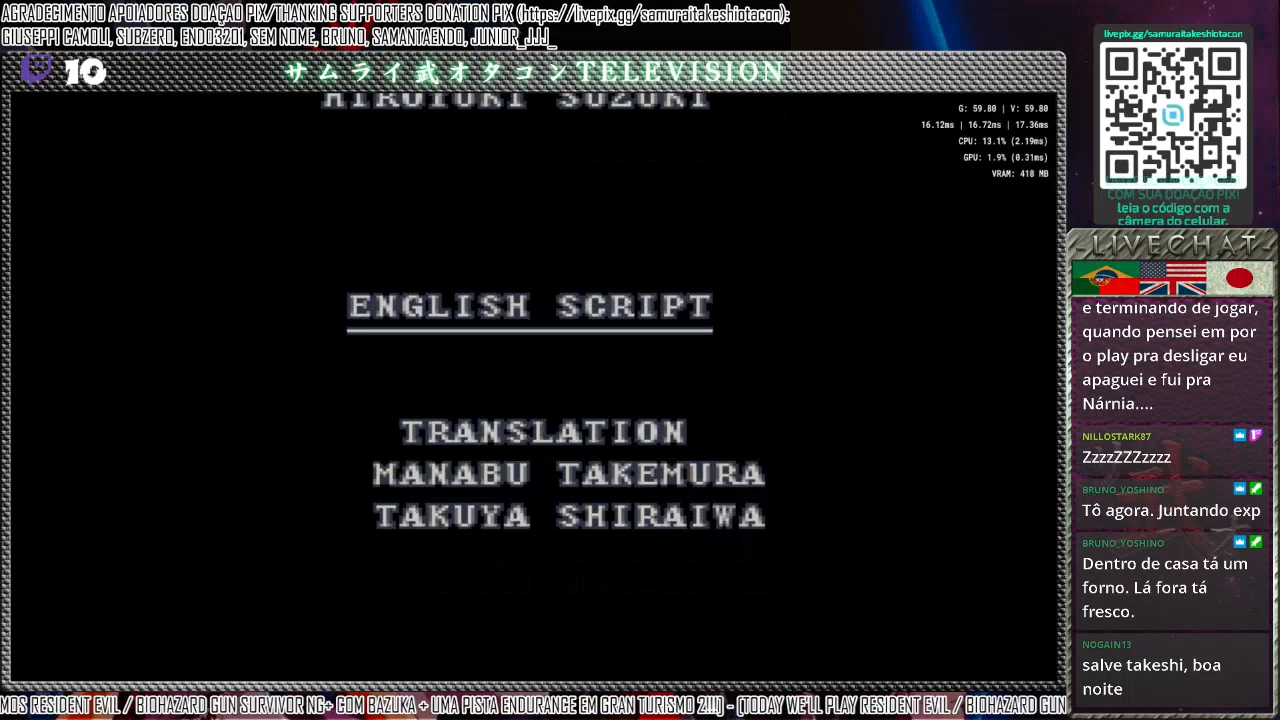 AGRADECIMENTO APOIADORES DOAÇAO PIX/THANKING SUPPORTERS DONATION PIX (https://livepix.gg/samuraitakeshiotacon):
GIUSEPPI CAMOLI, SUBZERO, ENDO3201, SEM NOME, BRUNO, SAMANTAENDO, JUNIOR_JJJ_
10
サムライ武オタコンTELEVISION
HIROYUKI SUZUKI
G: 59.80 | V: 59.80
16.12ms | 16.72ms | 17.36ms
CPU: 13.1% (2.19ms)
GPU: 1.9% (0.31ms)
VRAM: 418 MB
ENGLISH SCRIPT
TRANSLATION
MANABU TAKEMURA
TAKUYA SHIRAIWA
livepix.gg/samuraitakeshiotacon
COM SUA DOAÇÃO PIX!
leia o código com a
câmera do celular.
-LIVECHAT-
e terminando de jogar,
quando pensei em por
o play pra desligar eu
apaguei e fui pra
Nárnia....
NILLOSTARK87
ZzzzZZZzzzz
BRUNO_YOSHINO
Tô agora. Juntando exp
BRUNO_YOSHINO
Dentro de casa tá um
forno. Lá fora tá
fresco.
NOGAIN13
salve takeshi, boa
noite
MOS RESIDENT EVIL / BIOHAZARD GUN SURVIVOR NG+ COM BAZUKA + UMA PISTA ENDURANCE EM GRAN TURISMO 2!!!] - [TODAY WE'LL PLAY RESIDENT EVIL / BIOHAZARD GUN